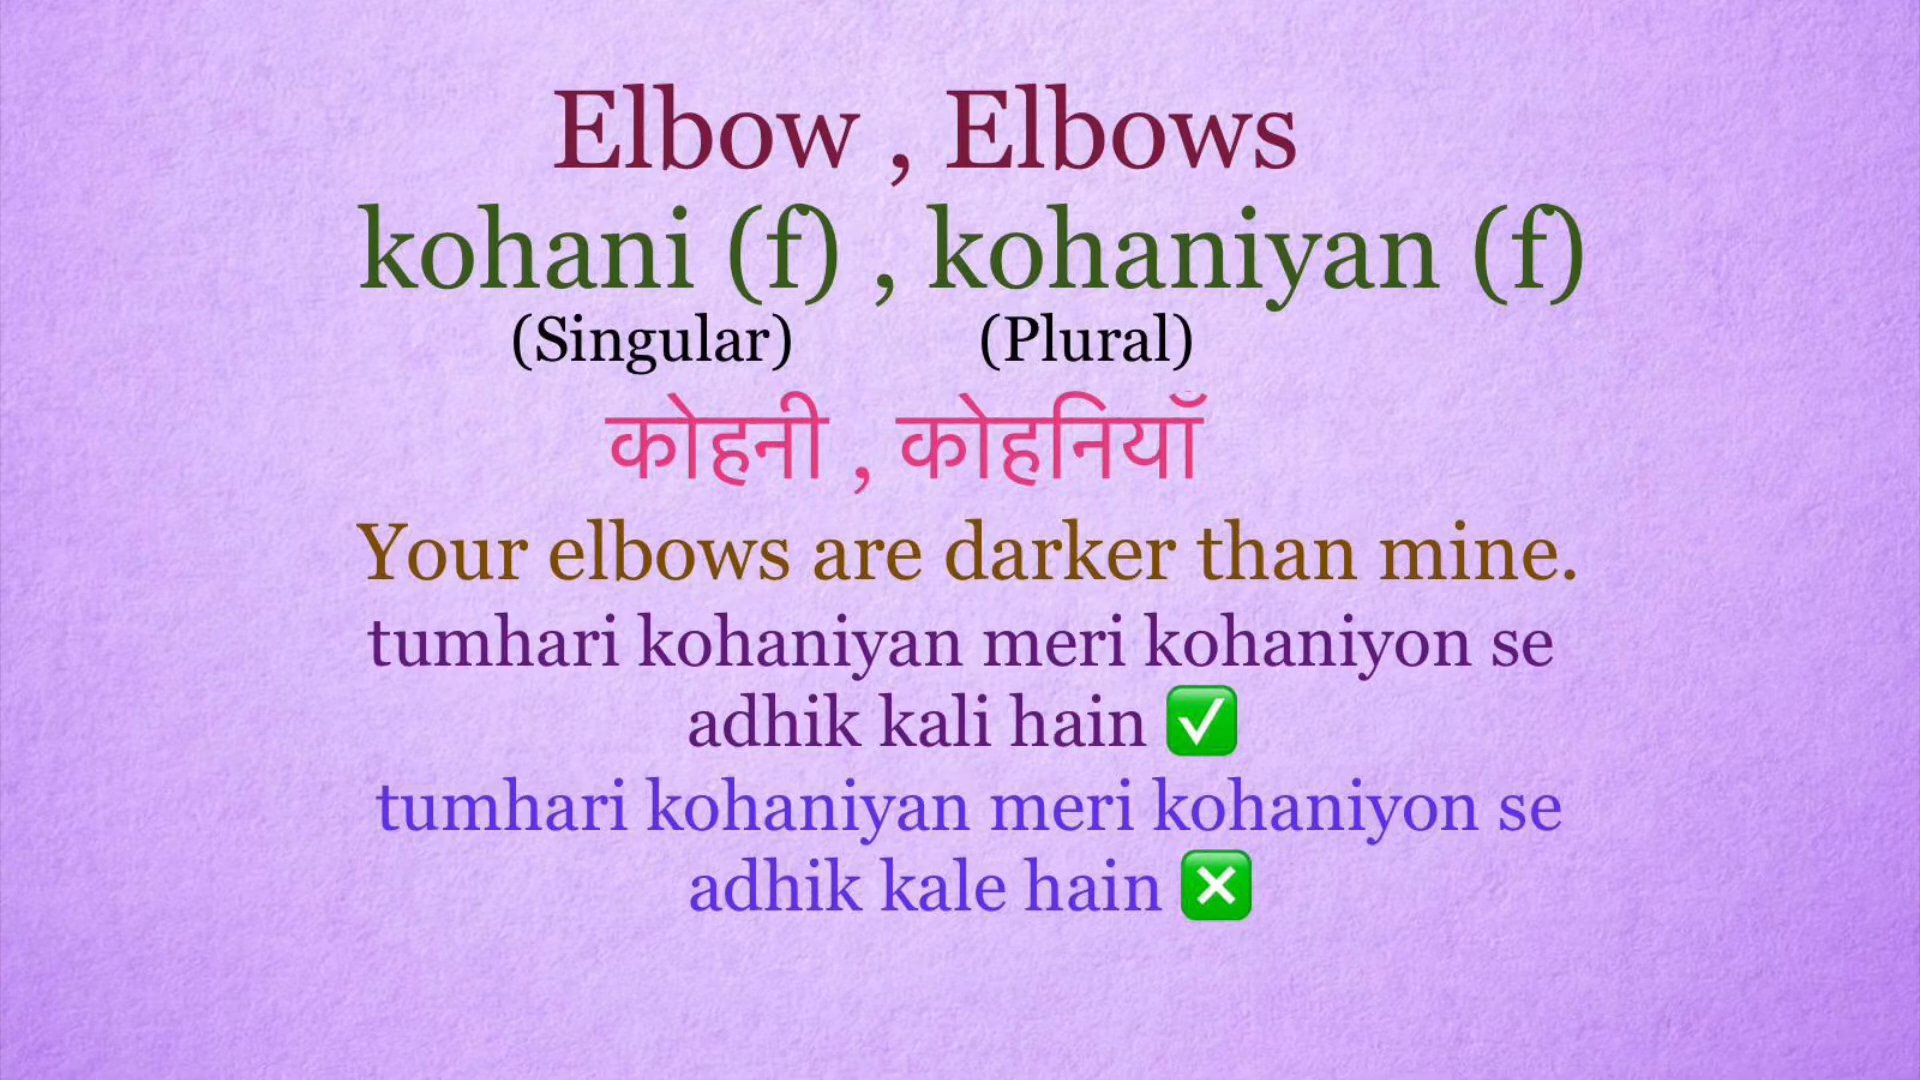 Elbow , Elbows
kohani (f) , kohaniyan (f)
(Singular) (Plural)
कोहनी , कोहनियाँ
Your elbows are darker than mine.
tumhari kohaniyan meri kohaniyon se
adhik kali hain ✅
tumhari kohaniyan meri kohaniyon se
adhik kale hain ❎